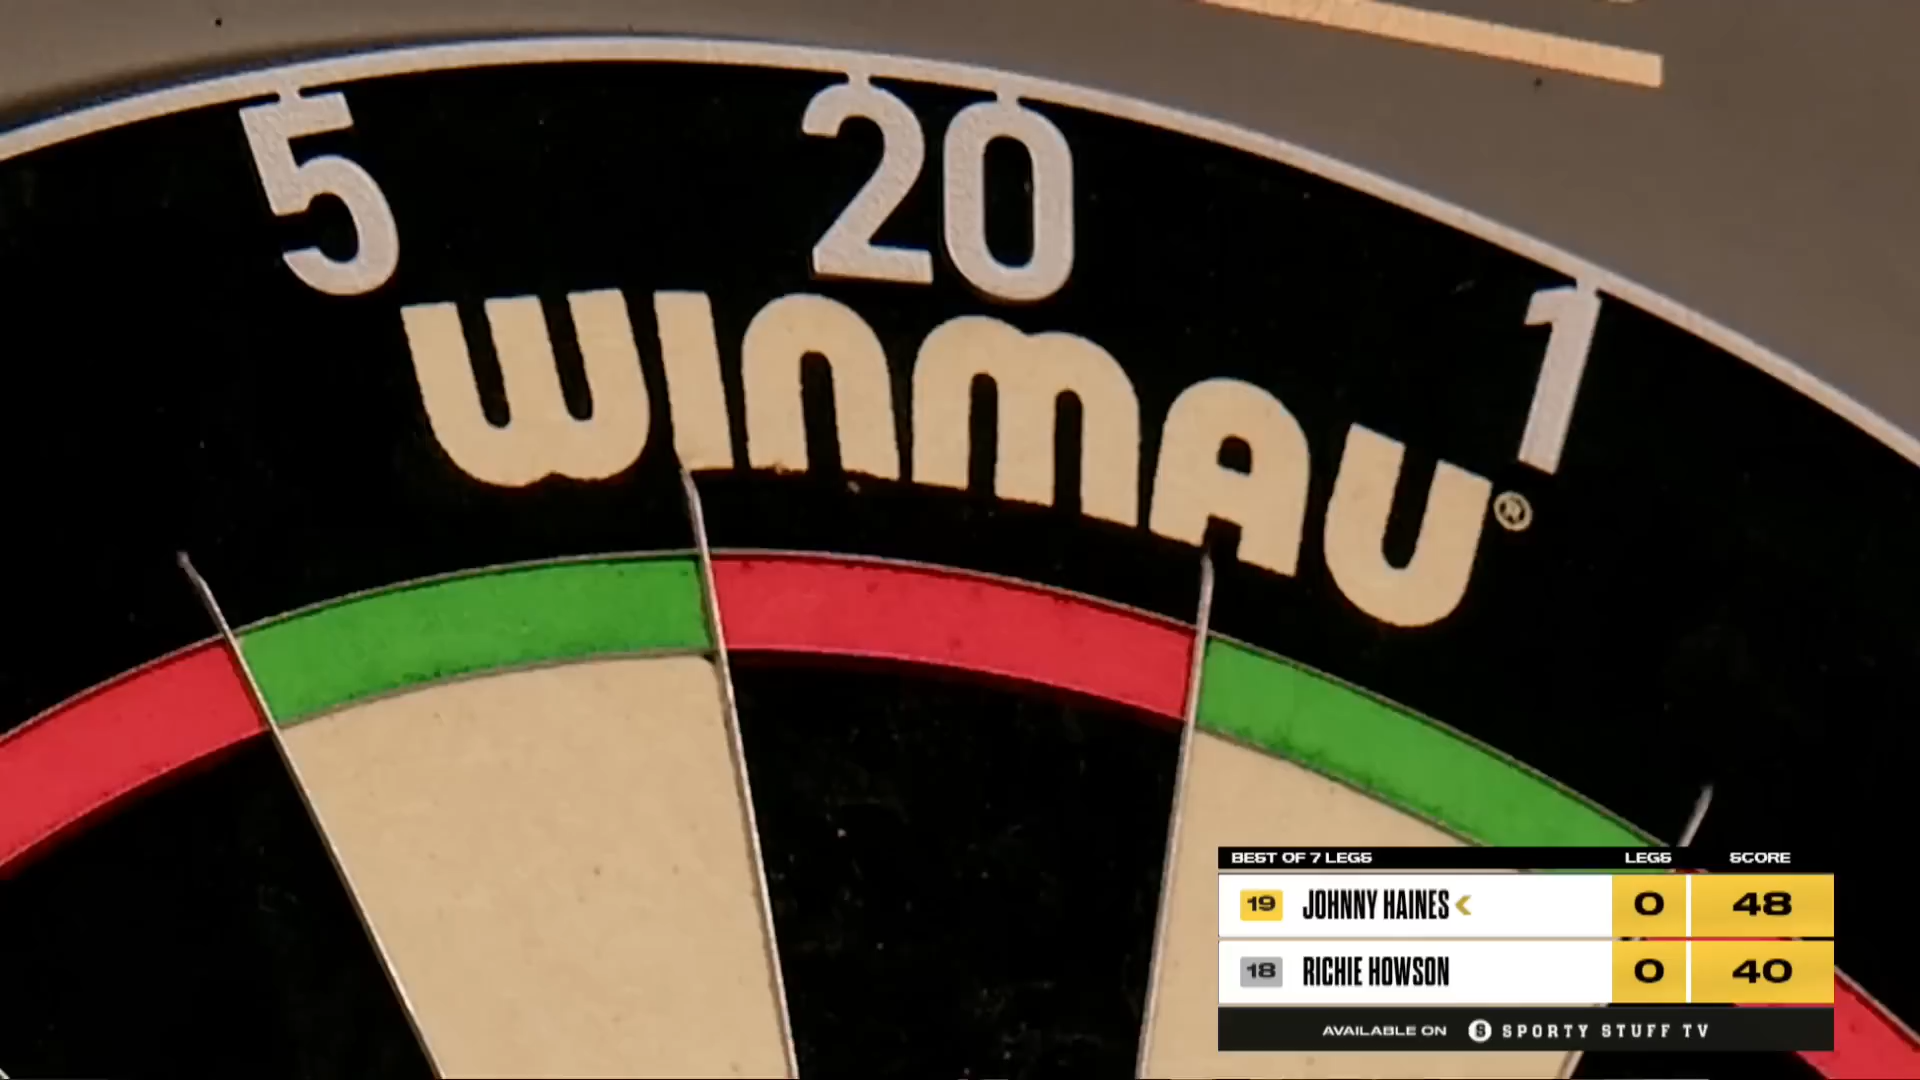 5 20 1
WINMAU®
BEST OF 7 LEGS LEGS SCORE
19 JOHNNY HAINES 0 48
18 RICHIE HOWSON 0 40
AVAILABLE ON S SPORTY STUFF TV